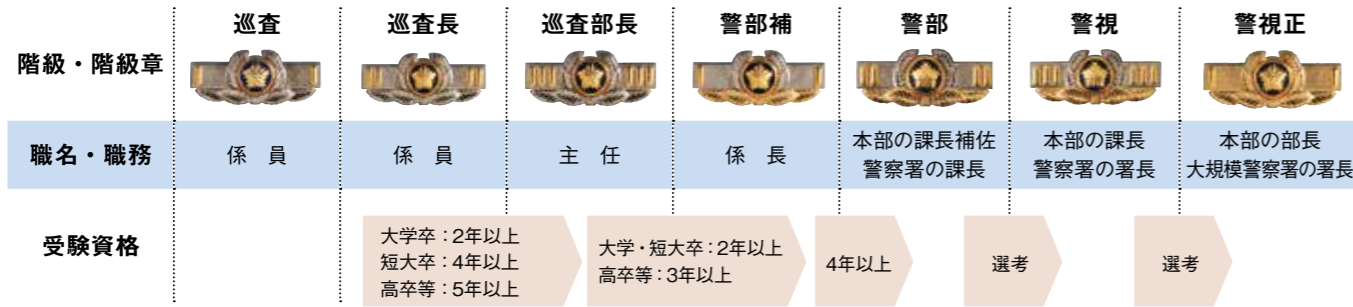 階級・階級章
巡査
巡査長
巡査部長
警部補
警部
警視
警視正
職名・職務
係 員
係 員
主 任
係 長
本部の課長補佐
警察署の課長
本部の課長
警察署の署長
本部の部長
大規模警察署の署長
受験資格
大学卒：2年以上
短大卒：4年以上
高卒等：5年以上
大学・短大卒：2年以上
高卒等：3年以上
4年以上
選考
選考